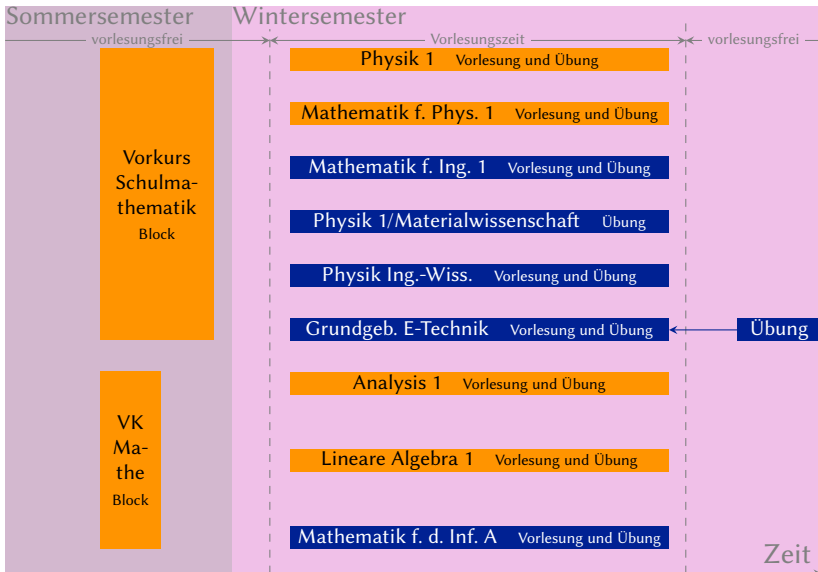 Sommersemester
Wintersemester
vorlesungsfrei
Vorlesungszeit
vorlesungsfrei
Physik 1 Vorlesung und Übung
Mathematik f. Phys. 1 Vorlesung und Übung
Vorkurs
Schulma-
thematik
Block
Mathematik f. Ing. 1 Vorlesung und Übung
Physik 1/Materialwissenschaft Übung
Physik Ing.-Wiss. Vorlesung und Übung
Grundgeb. E-Technik Vorlesung und Übung
Übung
Analysis 1 Vorlesung und Übung
VK
Ma-
the
Block
Lineare Algebra 1 Vorlesung und Übung
Mathematik f. d. Inf. A Vorlesung und Übung
Zeit